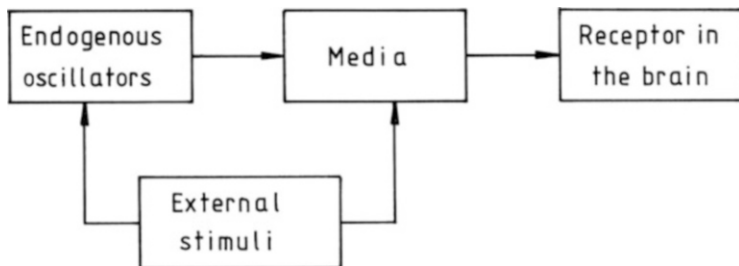 Endogenous
oscillators
Media
Receptor in
the brain
External
stimuli